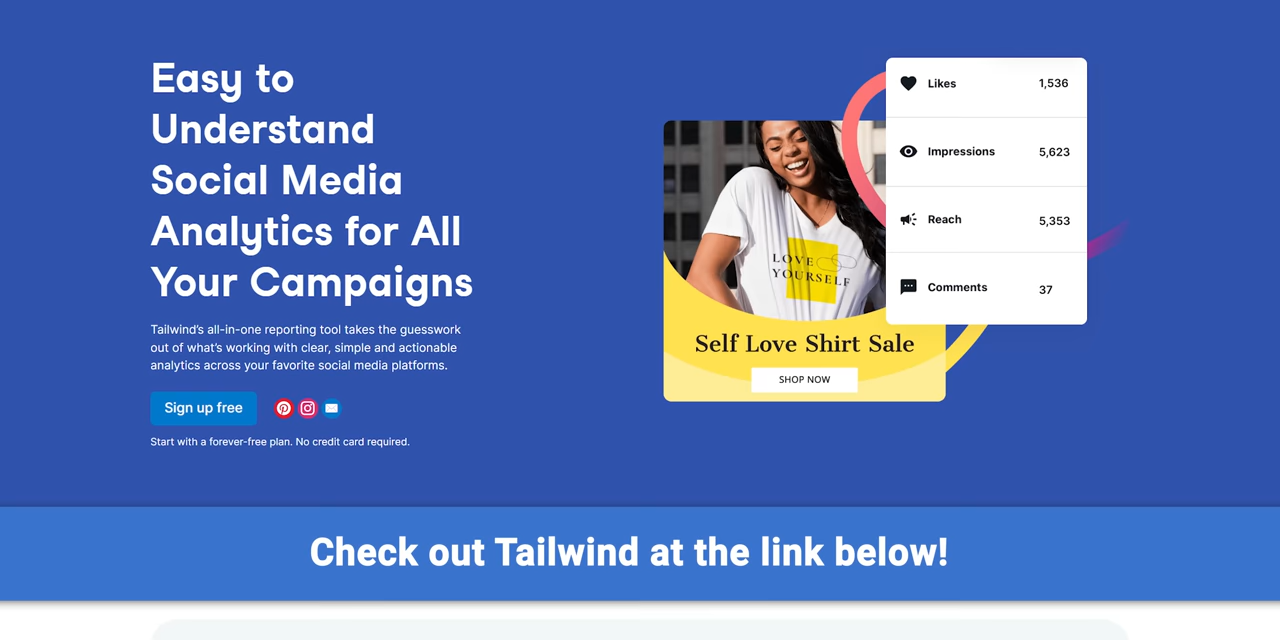 Easy to
Understand
Social Media
Analytics for All
Your Campaigns
Tailwind's all-in-one reporting tool takes the guesswork
out of what's working with clear, simple and actionable
analytics across your favorite social media platforms.
Sign up free
Start with a forever-free plan. No credit card required.
Likes 1,536
Impressions 5,623
Reach 5,353
Comments 37
LOVE
YOURSELF
Self Love Shirt Sale
SHOP NOW
Check out Tailwind at the link below!